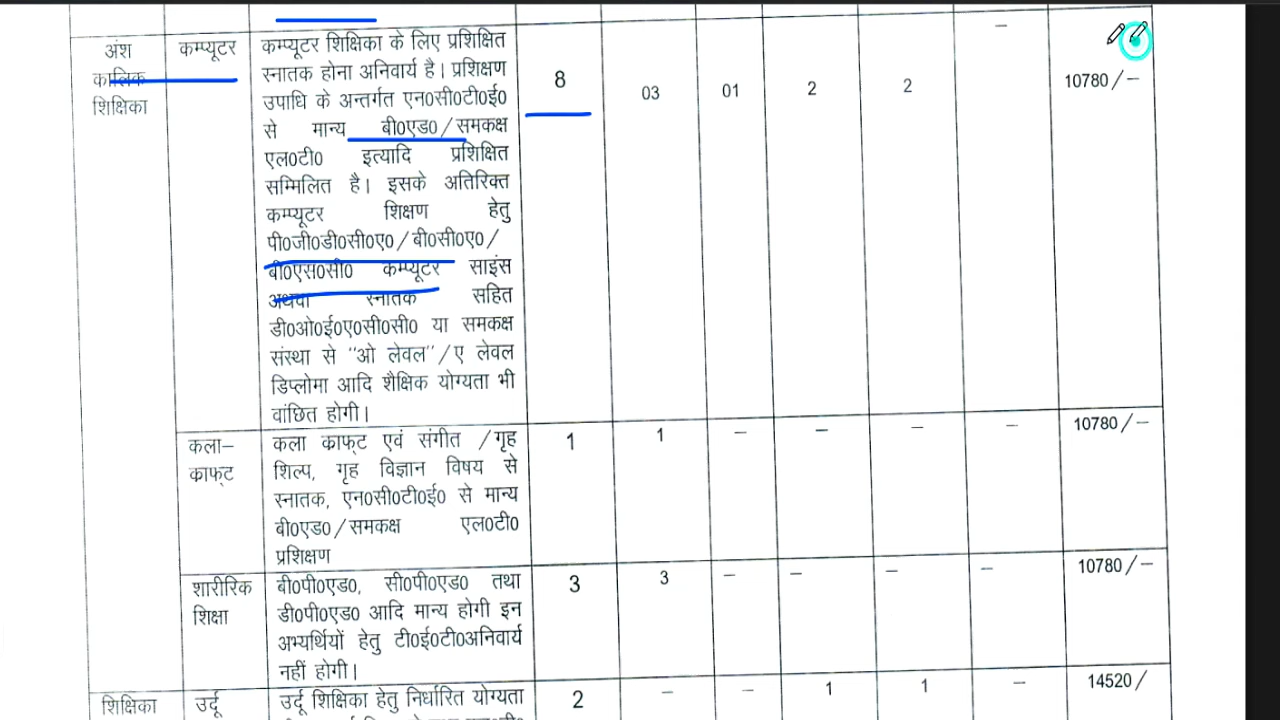 अंश
कालिक
शिक्षिका
कम्प्यूटर
कम्प्यूटर शिक्षिका के लिए प्रशिक्षित
स्नातक होना अनिवार्य है। प्रशिक्षण
उपाधि के अन्तर्गत एन0सी0टी0ई0
से मान्य बी0एड0/समकक्ष
एल0टी0 इत्यादि प्रशिक्षित
सम्मिलित है। इसके अतिरिक्त
कम्प्यूटर शिक्षण हेतु
पी0जी0डी0सी0ए0/बी0सी0ए0/
बी0एस0सी0 कम्प्यूटर साइंस
अथवा स्नातक सहित
डी0ओ0ई0ए0सी0सी0 या समकक्ष
संस्था से "ओ लेवल"/ए लेवल
डिप्लोमा आदि शैक्षिक योग्यता भी
वांछित होगी।
8
03
01
2
2
–
10780/–
कला–
काफ्ट
कला काफ्ट एवं संगीत /गृह
शिल्प, गृह विज्ञान विषय से
स्नातक, एन0सी0टी0ई0 से मान्य
बी0एड0/समकक्ष एल0टी0
प्रशिक्षण
1
1
–
–
–
–
10780/–
शारीरिक
शिक्षा
बी0पी0एड0, सी0पी0एड0 तथा
डी0पी0एड0 आदि मान्य होगी इन
अभ्यर्थियों हेतु टी0ई0टी0अनिवार्य
नहीं होगी।
3
3
–
–
–
–
10780/–
शिक्षिका
उर्दू
उर्दू शिक्षिका हेतु निर्धारित योग्यता
2
–
–
1
1
–
14520/